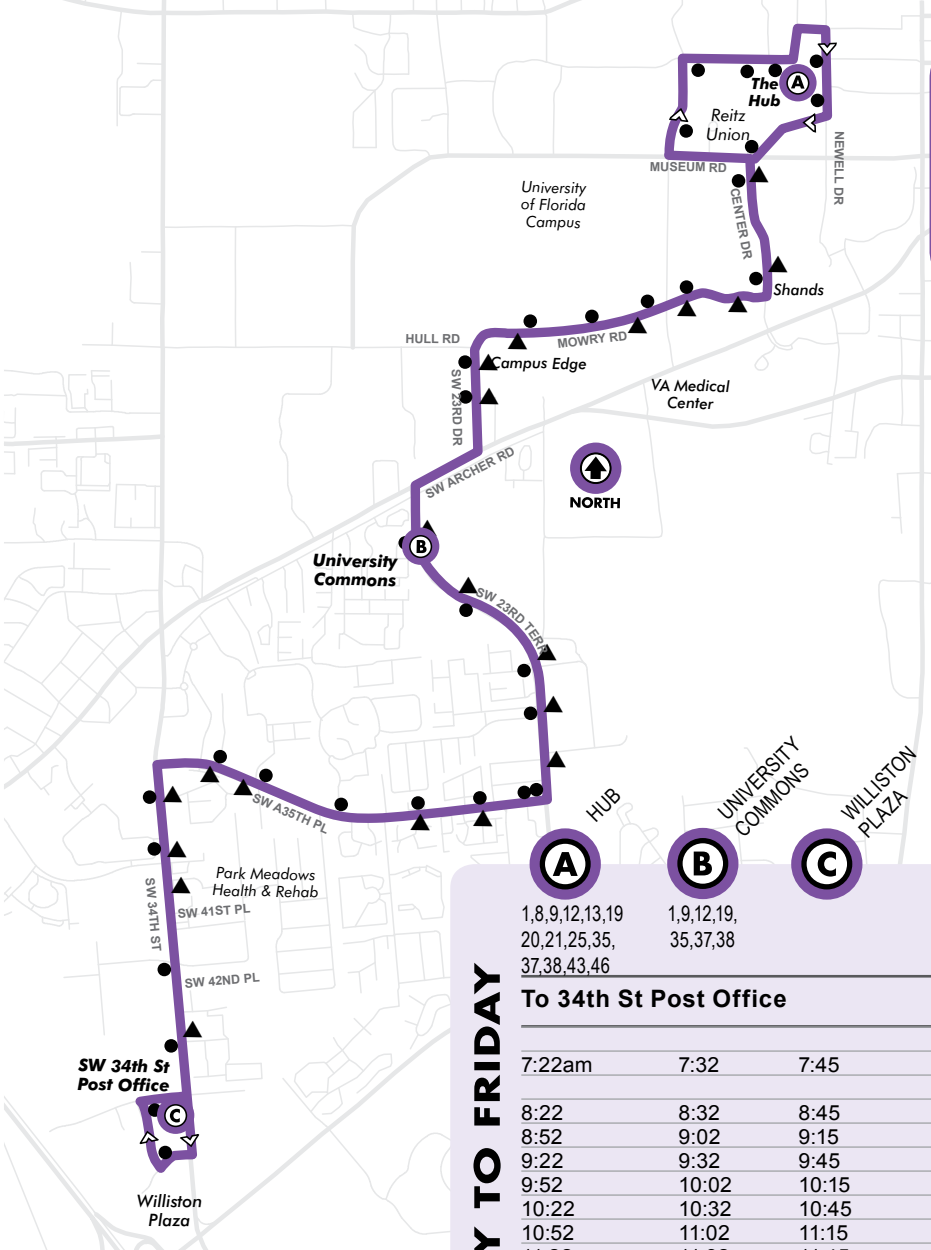 The
Hub
A
Reitz
Union
NEWELL DR
MUSEUM RD
University
of Florida
Campus
CENTER DR
Shands
HULL RD
MOWRY RD
Campus Edge
SW 23RD DR
VA Medical
Center
SW ARCHER RD
NORTH
B
University
Commons
SW 23RD TERR
SW A35TH PL
Park Meadows
Health & Rehab
SW 34TH ST
SW 41ST PL
SW 42ND PL
SW 34th St
Post Office
C
Williston
Plaza
HUB
UNIVERSITY
COMMONS
WILLISTON
PLAZA
A B C
1,8,9,12,13,19
20,21,25,35,
37,38,43,46
1,9,12,19,
35,37,38
To 34th St Post Office
Y TO FRIDAY
7:22am 7:32 7:45
8:22 8:32 8:45
8:52 9:02 9:15
9:22 9:32 9:45
9:52 10:02 10:15
10:22 10:32 10:45
10:52 11:02 11:15